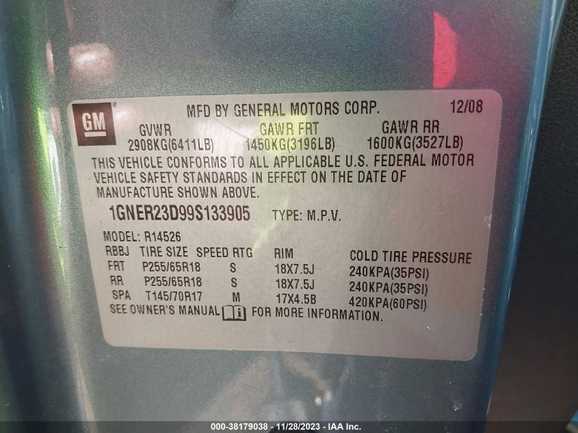 GM
MFD BY GENERAL MOTORS CORP. 12/08
GVWR GAWR FRT GAWR RR
2908KG(6411LB) 1450KG(3196LB) 1600KG(3527LB)
THIS VEHICLE CONFORMS TO ALL APPLICABLE U.S. FEDERAL MOTOR
VEHICLE SAFETY STANDARDS IN EFFECT ON THE DATE OF
MANUFACTURE SHOWN ABOVE.
1GNER23D99S133905 TYPE: M.P.V.
MODEL: R14526
RBBJ TIRE SIZE SPEED RTG RIM COLD TIRE PRESSURE
FRT P255/65R18 S 18X7.5J 240KPA(35PSI)
RR P255/65R18 S 18X7.5J 240KPA(35PSI)
SPA T145/70R17 M 17X4.5B 420KPA(60PSI)
SEE OWNER'S MANUAL i FOR MORE INFORMATION.
000-38179038 - 11/28/2023 - IAA Inc.